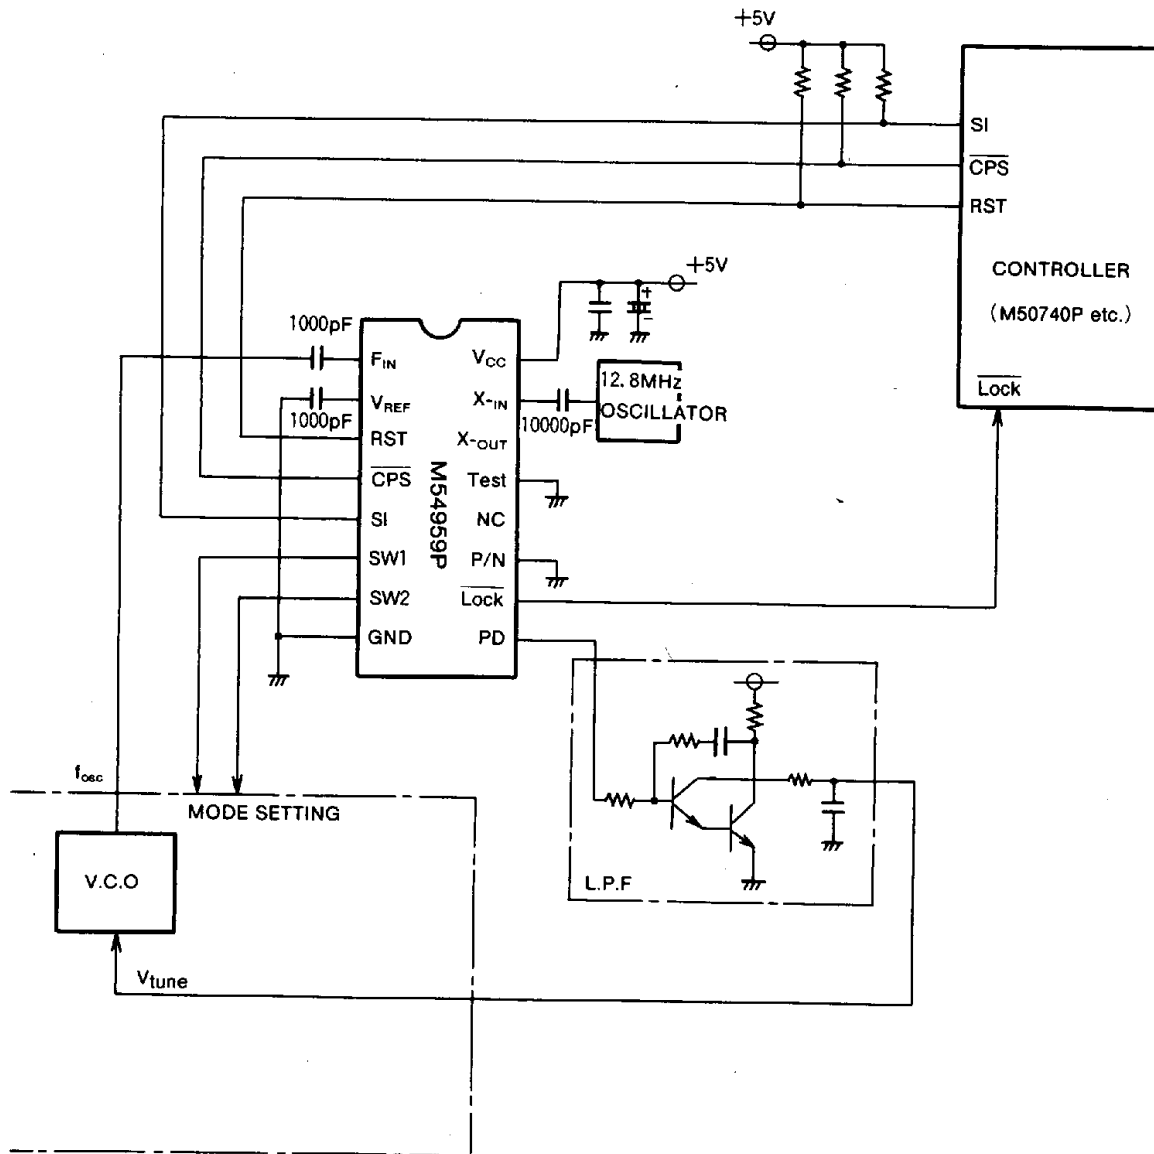 +5V
SI
CPS
RST
CONTROLLER
(M50740P etc.)
Lock
+5V
1000pF
1000pF
FIN
VREF
RST
CPS
SI
SW1
SW2
GND
M54959P
VCC
X-IN
X-OUT
Test
NC
P/N
Lock
PD
10000pF
12.8MHz
OSCILLATOR
L.P.F
fosc
MODE SETTING
V.C.O
Vtune
+
−